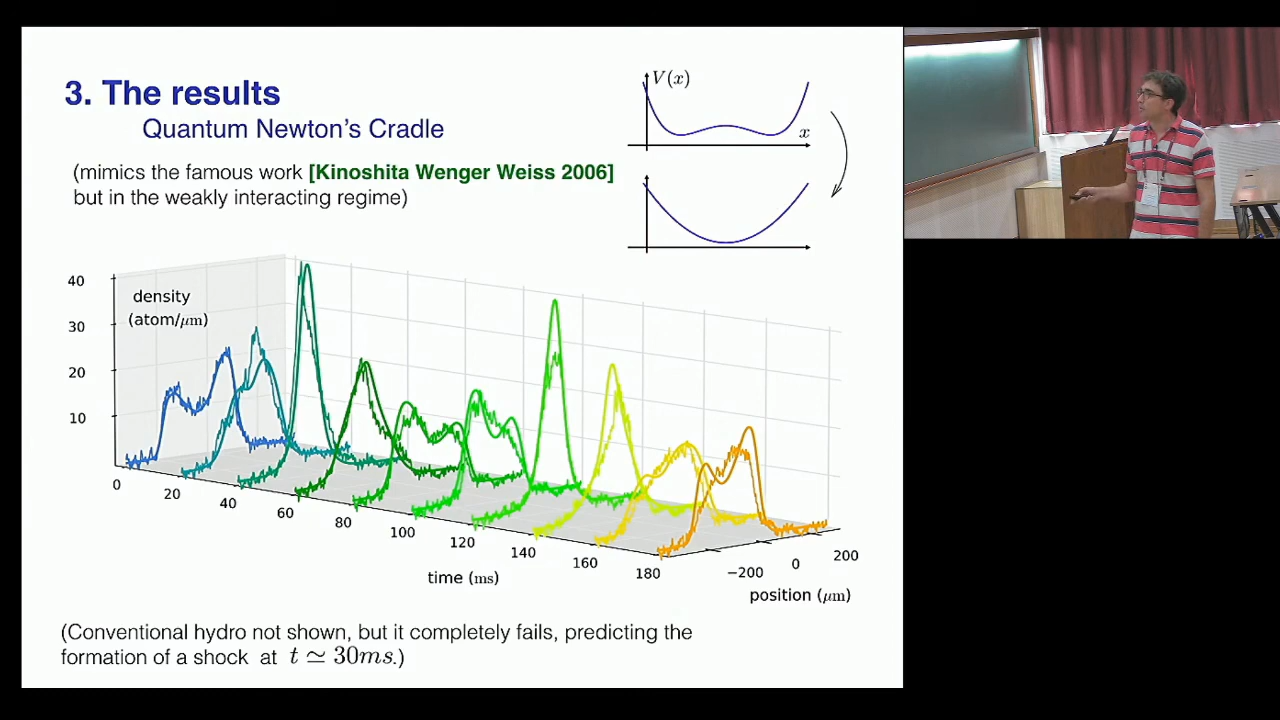 3. The results
Quantum Newton's Cradle
(mimics the famous work [Kinoshita Wenger Weiss 2006]
but in the weakly interacting regime)
V(x)
x
40
30
20
10
density
(atom/μm)
0
20
40
60
80
100
120
140
160
180
time (ms)
−200
0
200
position (μm)
(Conventional hydro not shown, but it completely fails, predicting the
formation of a shock at t ≃ 30ms.)